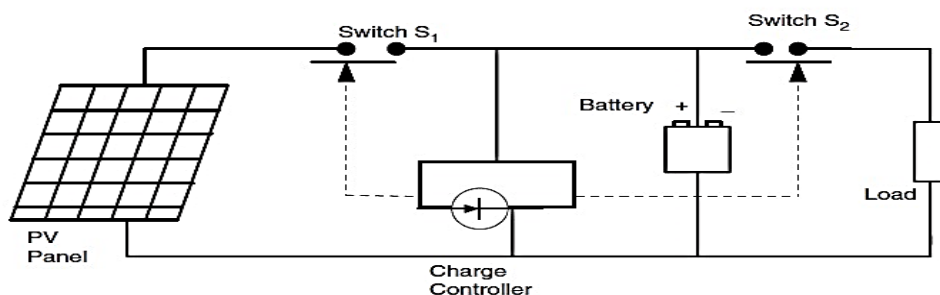 Switch S₁
Switch S₂
Battery + –
Load
PV
Panel
Charge
Controller